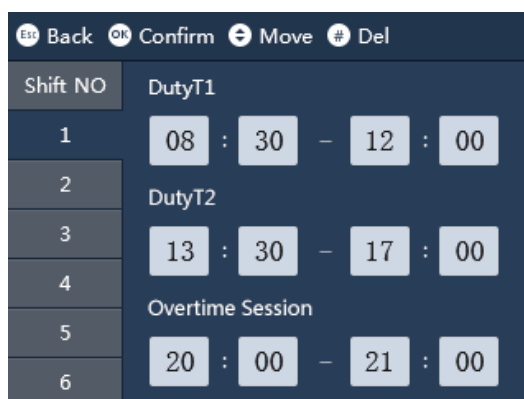 Esc Back OK Confirm Move # Del
Shift NO
1
2
3
4
5
6
DutyT1
08 : 30 – 12 : 00
DutyT2
13 : 30 – 17 : 00
Overtime Session
20 : 00 – 21 : 00